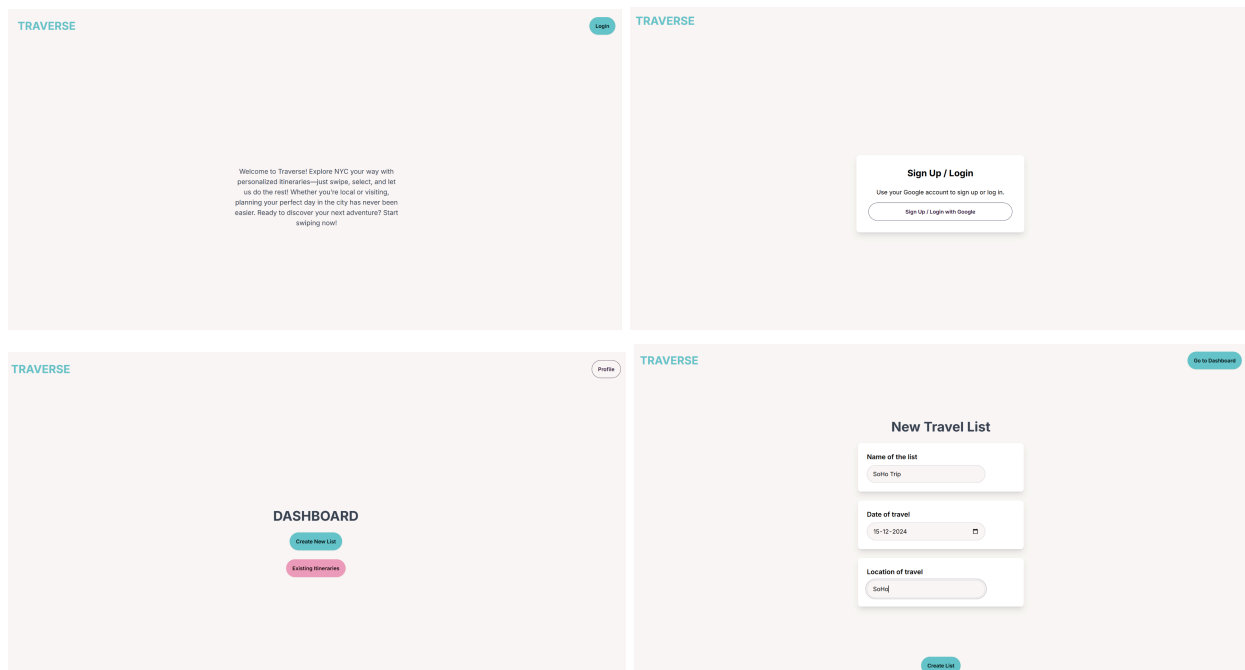 TRAVERSE
Login
Welcome to Traverse! Explore NYC your way with
personalized itineraries—just swipe, select, and let
us do the rest! Whether you're local or visiting,
planning your perfect day in the city has never been
easier. Ready to discover your next adventure? Start
swiping now!
TRAVERSE
Sign Up / Login
Use your Google account to sign up or log in.
Sign Up / Login with Google
TRAVERSE
Profile
DASHBOARD
Create New List
Existing Itineraries
TRAVERSE
Go to Dashboard
New Travel List
Name of the list
SoHo Trip
Date of travel
15-12-2024
Location of travel
SoHo
Create List